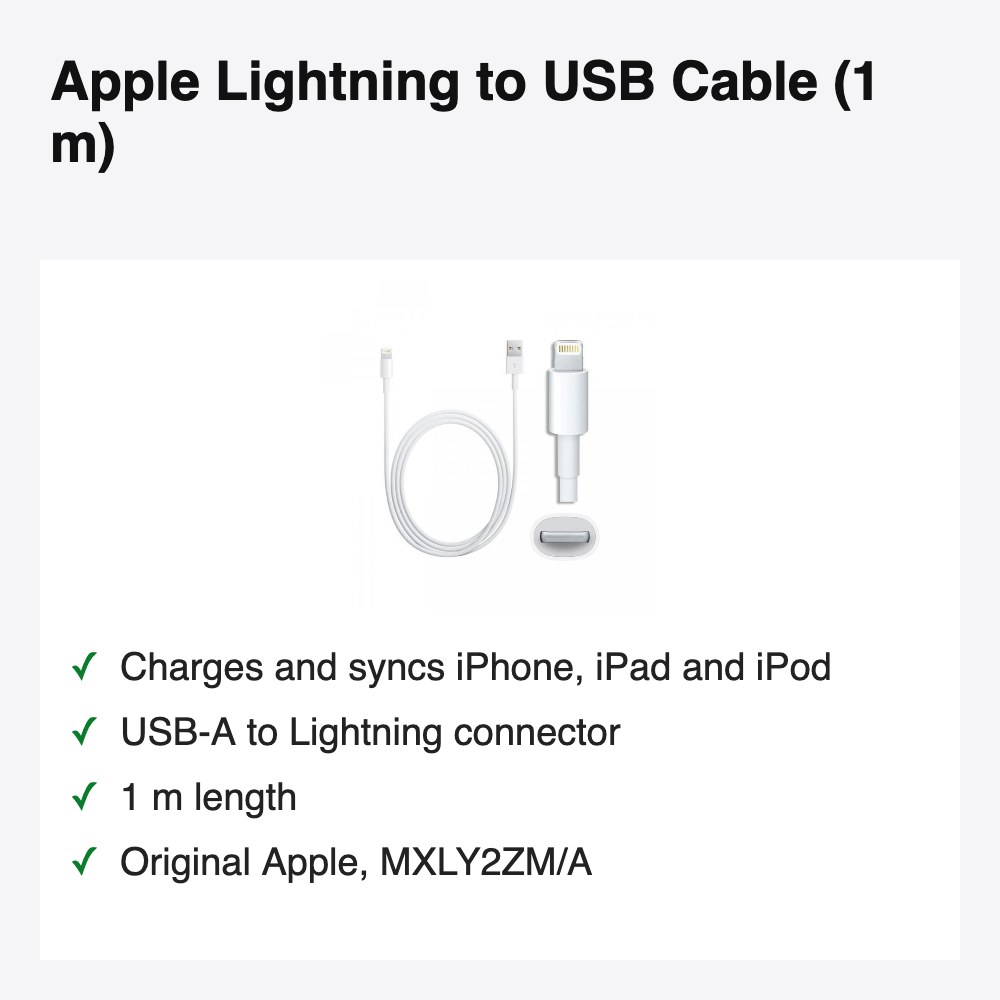 Apple Lightning to USB Cable (1
m)
✓ Charges and syncs iPhone, iPad and iPod
✓ USB-A to Lightning connector
✓ 1 m length
✓ Original Apple, MXLY2ZM/A